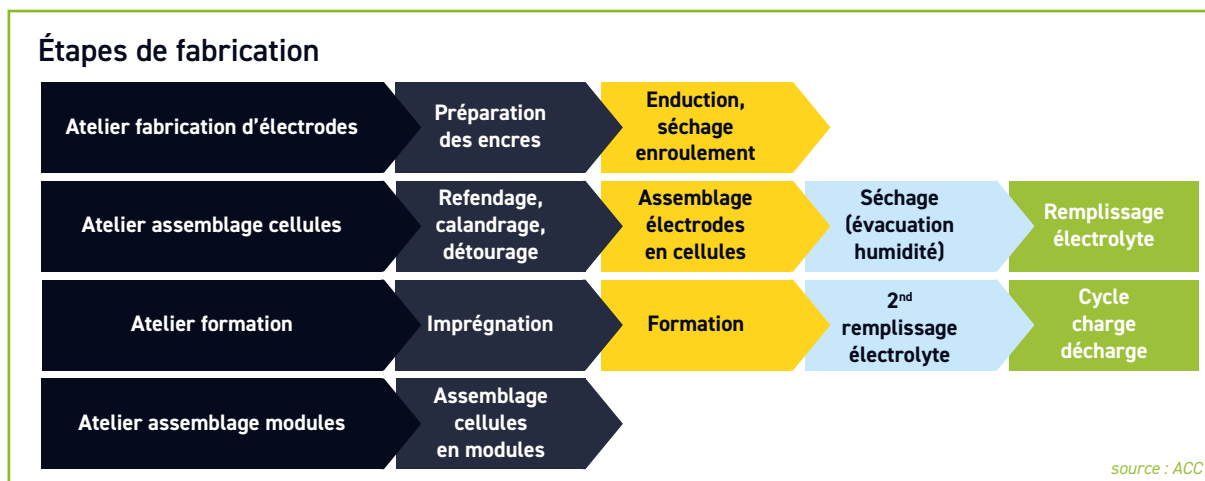 Étapes de fabrication
Atelier fabrication d'électrodes
Préparation
des encres
Enduction,
séchage
enroulement
Atelier assemblage cellules
Refendage,
calandrage,
détourage
Assemblage
électrodes
en cellules
Séchage
(évacuation
humidité)
Remplissage
électrolyte
Atelier formation
Imprégnation
Formation
2nd
remplissage
électrolyte
Cycle
charge
décharge
Atelier assemblage modules
Assemblage
cellules
en modules
source : ACC